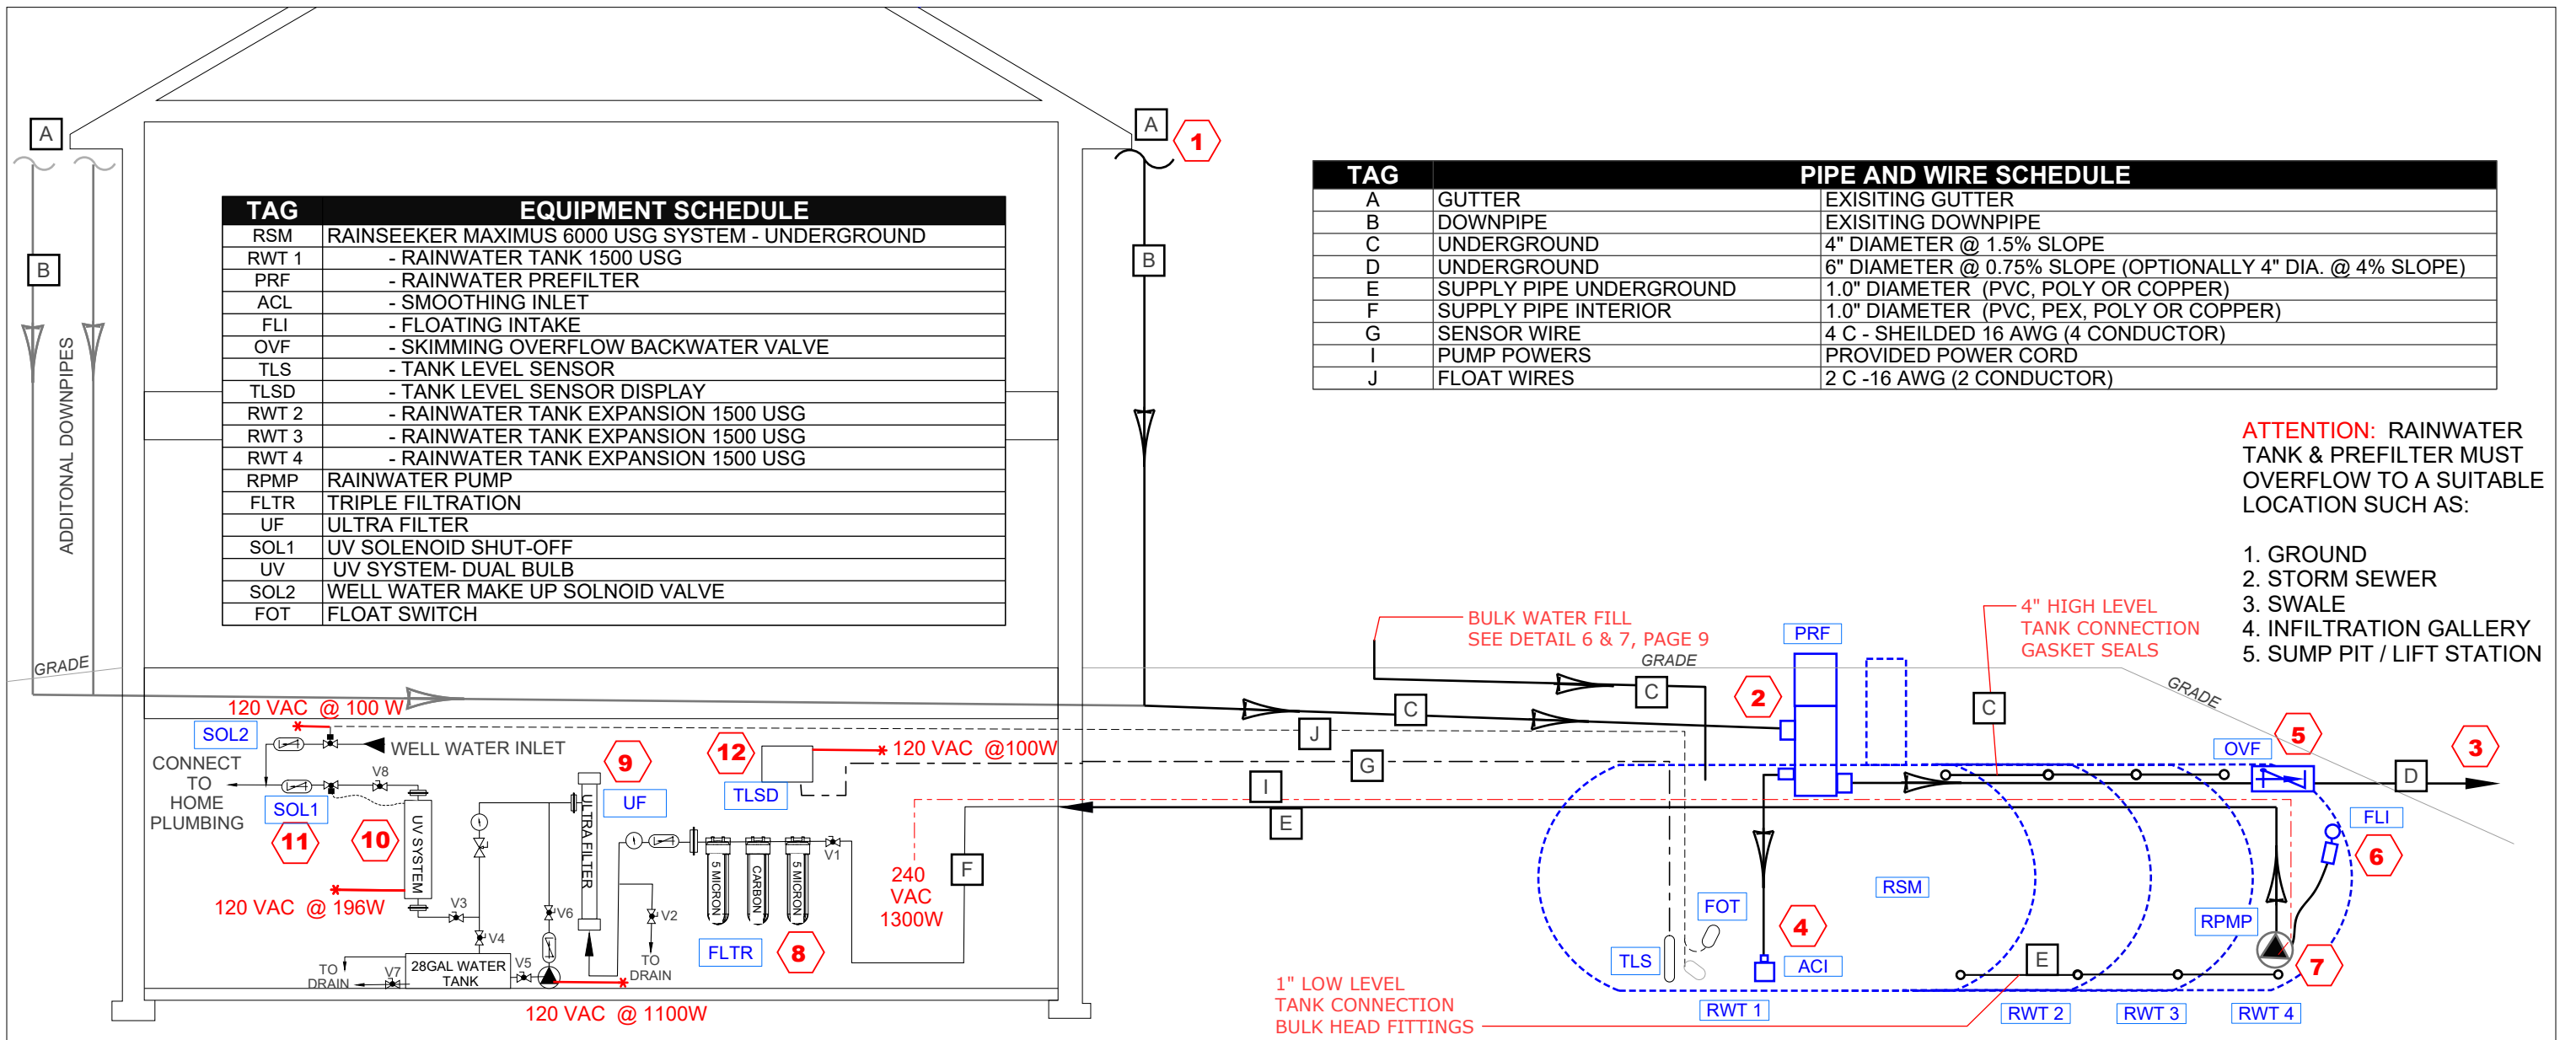 A
A
1
B
ADDITONAL DOWNPIPES
B
TAG EQUIPMENT SCHEDULE
RSM RAINSEEKER MAXIMUS 6000 USG SYSTEM - UNDERGROUND
RWT 1 - RAINWATER TANK 1500 USG
PRF - RAINWATER PREFILTER
ACL - SMOOTHING INLET
FLI - FLOATING INTAKE
OVF - SKIMMING OVERFLOW BACKWATER VALVE
TLS - TANK LEVEL SENSOR
TLSD - TANK LEVEL SENSOR DISPLAY
RWT 2 - RAINWATER TANK EXPANSION 1500 USG
RWT 3 - RAINWATER TANK EXPANSION 1500 USG
RWT 4 - RAINWATER TANK EXPANSION 1500 USG
RPMP RAINWATER PUMP
FLTR TRIPLE FILTRATION
UF ULTRA FILTER
SOL1 UV SOLENOID SHUT-OFF
UV UV SYSTEM- DUAL BULB
SOL2 WELL WATER MAKE UP SOLNOID VALVE
FOT FLOAT SWITCH
TAG PIPE AND WIRE SCHEDULE
A GUTTER EXISITING GUTTER
B DOWNPIPE EXISITING DOWNPIPE
C UNDERGROUND 4" DIAMETER @ 1.5% SLOPE
D UNDERGROUND 6" DIAMETER @ 0.75% SLOPE (OPTIONALLY 4" DIA. @ 4% SLOPE)
E SUPPLY PIPE UNDERGROUND 1.0" DIAMETER (PVC, POLY OR COPPER)
F SUPPLY PIPE INTERIOR 1.0" DIAMETER (PVC, PEX, POLY OR COPPER)
G SENSOR WIRE 4 C - SHEILDED 16 AWG (4 CONDUCTOR)
I PUMP POWERS PROVIDED POWER CORD
J FLOAT WIRES 2 C -16 AWG (2 CONDUCTOR)
ATTENTION: RAINWATER
TANK & PREFILTER MUST
OVERFLOW TO A SUITABLE
LOCATION SUCH AS:
1. GROUND
2. STORM SEWER
3. SWALE
4. INFILTRATION GALLERY
5. SUMP PIT / LIFT STATION
GRADE
120 VAC @ 100 W
SOL2
WELL WATER INLET
CONNECT
TO
HOME
PLUMBING
V8
SOL1
11
10
UV SYSTEM
120 VAC @ 196W
V3
V4
TO
DRAIN
V7
28GAL WATER
TANK
V5
V6
120 VAC @ 1100W
ULTRA FILTER
9
UF
V2
TO
DRAIN
12
TLSD
120 VAC @100W
5 MICRON
CARBON
5 MICRON
V1
FLTR
8
240
VAC
1300W
F
BULK WATER FILL
SEE DETAIL 6 & 7, PAGE 9
GRADE
C
C
J
G
I
E
2
PRF
4" HIGH LEVEL
TANK CONNECTION
GASKET SEALS
C
GRADE
5
OVF
3
D
FLI
6
RSM
FOT
4
TLS
ACI
RPMP
7
E
1" LOW LEVEL
TANK CONNECTION
BULK HEAD FITTINGS
RWT 1
RWT 2
RWT 3
RWT 4